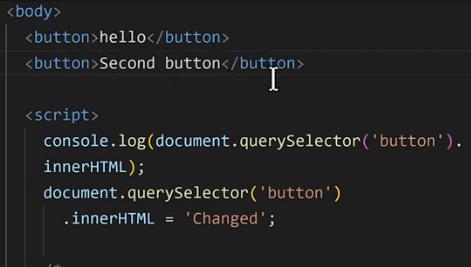 <body>
<button>hello</button>
<button>Second button</button>
<script>
console.log(document.querySelector('button').
innerHTML);
document.querySelector('button')
.innerHTML = 'Changed';
/*